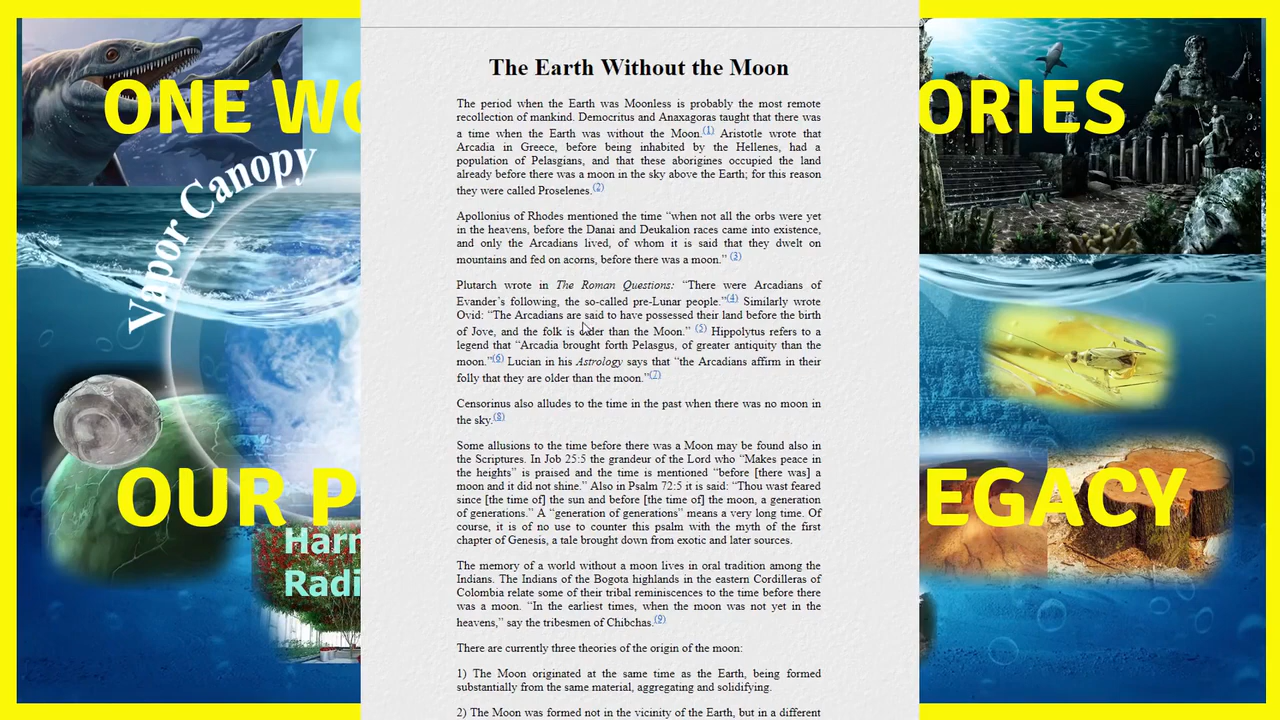 ONE WO
ORIES
Vapor Canopy
OUR P
EGACY
Harr
Radi
The Earth Without the Moon
The period when the Earth was Moonless is probably the most remote
recollection of mankind. Democritus and Anaxagoras taught that there was
a time when the Earth was without the Moon.(1) Aristotle wrote that
Arcadia in Greece, before being inhabited by the Hellenes, had a
population of Pelasgians, and that these aborigines occupied the land
already before there was a moon in the sky above the Earth; for this reason
they were called Proselenes.(2)
Apollonius of Rhodes mentioned the time “when not all the orbs were yet
in the heavens, before the Danai and Deukalion races came into existence,
and only the Arcadians lived, of whom it is said that they dwelt on
mountains and fed on acorns, before there was a moon.” (3)
Plutarch wrote in The Roman Questions: “There were Arcadians of
Evander’s following, the so-called pre-Lunar people.”(4) Similarly wrote
Ovid: “The Arcadians are said to have possessed their land before the birth
of Jove, and the folk is older than the Moon.” (5) Hippolytus refers to a
legend that “Arcadia brought forth Pelasgus, of greater antiquity than the
moon.”(6) Lucian in his Astrology says that “the Arcadians affirm in their
folly that they are older than the moon.”(7)
Censorinus also alludes to the time in the past when there was no moon in
the sky.(8)
Some allusions to the time before there was a Moon may be found also in
the Scriptures. In Job 25:5 the grandeur of the Lord who “Makes peace in
the heights” is praised and the time is mentioned “before [there was] a
moon and it did not shine.” Also in Psalm 72:5 it is said: “Thou wast feared
since [the time of] the sun and before [the time of] the moon, a generation
of generations.” A “generation of generations” means a very long time. Of
course, it is of no use to counter this psalm with the myth of the first
chapter of Genesis, a tale brought down from exotic and later sources.
The memory of a world without a moon lives in oral tradition among the
Indians. The Indians of the Bogota highlands in the eastern Cordilleras of
Colombia relate some of their tribal reminiscences to the time before there
was a moon. “In the earliest times, when the moon was not yet in the
heavens,” say the tribesmen of Chibchas.(9)
There are currently three theories of the origin of the moon:
1) The Moon originated at the same time as the Earth, being formed
substantially from the same material, aggregating and solidifying.
2) The Moon was formed not in the vicinity of the Earth, but in a different